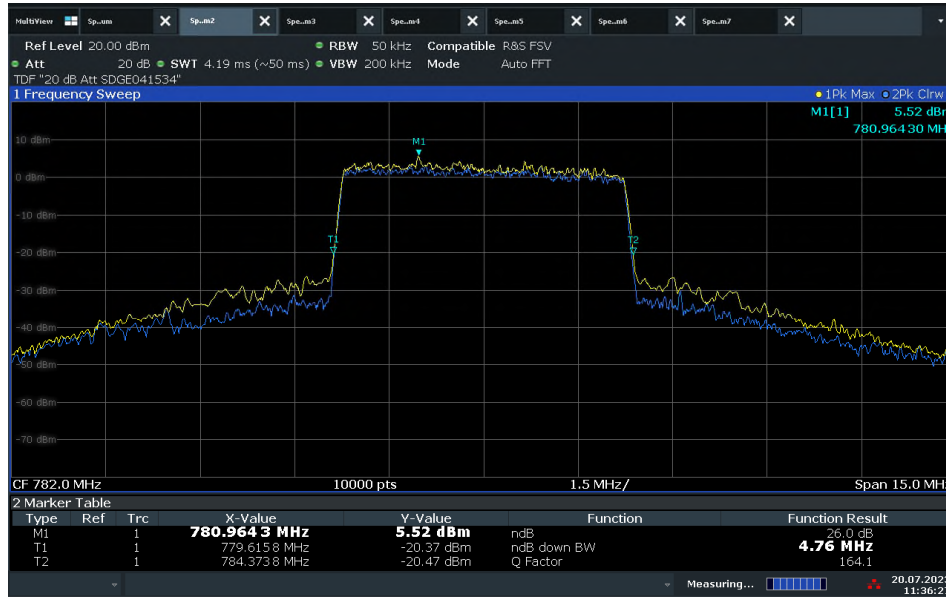 MultiView Sp..um Sp..m2 Spe..m3 Spe..m4 Spe..m5 Spe..m6 Spe..m7
Ref Level 20.00 dBm RBW 50 kHz Compatible R&S FSV
Att 20 dB SWT 4.19 ms (~50 ms) VBW 200 kHz Mode Auto FFT
TDF "20 dB Att SDGE041534"
1 Frequency Sweep 1Pk Max 2Pk Clrw
M1[1] 5.52 dBm
780.96430 MH
10 dBm
M1
0 dBm
-10 dBm
T1 T2
-20 dBm
-30 dBm
-40 dBm
-50 dBm
-60 dBm
-70 dBm
CF 782.0 MHz 10000 pts 1.5 MHz/ Span 15.0 MHz
2 Marker Table
Type Ref Trc X-Value Y-Value Function Function Result
M1 1 780.9643 MHz 5.52 dBm ndB 26.0 dB
T1 1 779.6158 MHz -20.37 dBm ndB down BW 4.76 MHz
T2 1 784.3738 MHz -20.47 dBm Q Factor 164.1
Measuring... 20.07.202
11:36:2